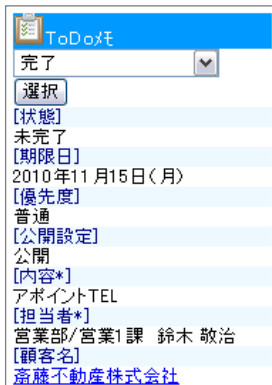 ToDoメモ
完了
選択
[状態]
未完了
[期限日]
2010年11月15日(月)
[優先度]
普通
[公開設定]
公開
[内容*]
アポイントTEL
[担当者*]
営業部/営業1課 鈴木 敬治
[顧客名]
斎藤不動産株式会社